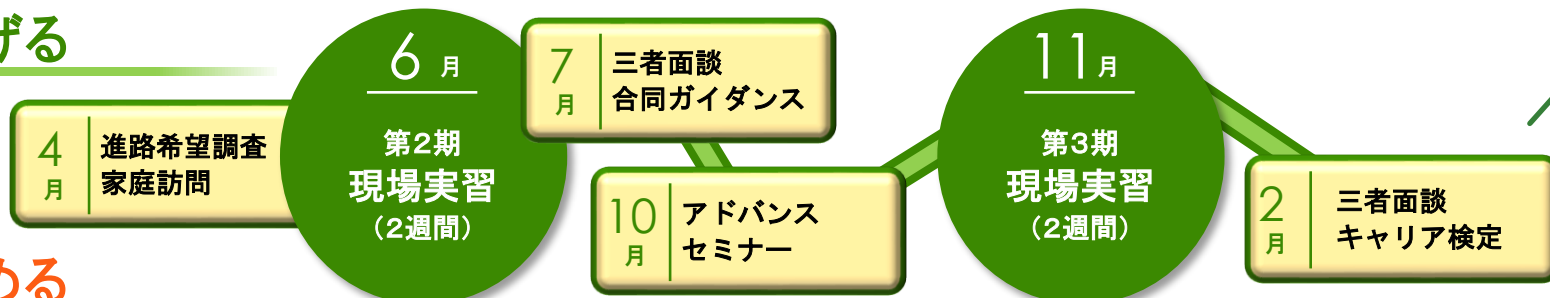 げる
4月
進路希望調査
家庭訪問
6月
第2期
現場実習
（2週間）
7月
三者面談
合同ガイダンス
10月
アドバンス
セミナー
11月
第3期
現場実習
（2週間）
2月
三者面談
キャリア検定
める